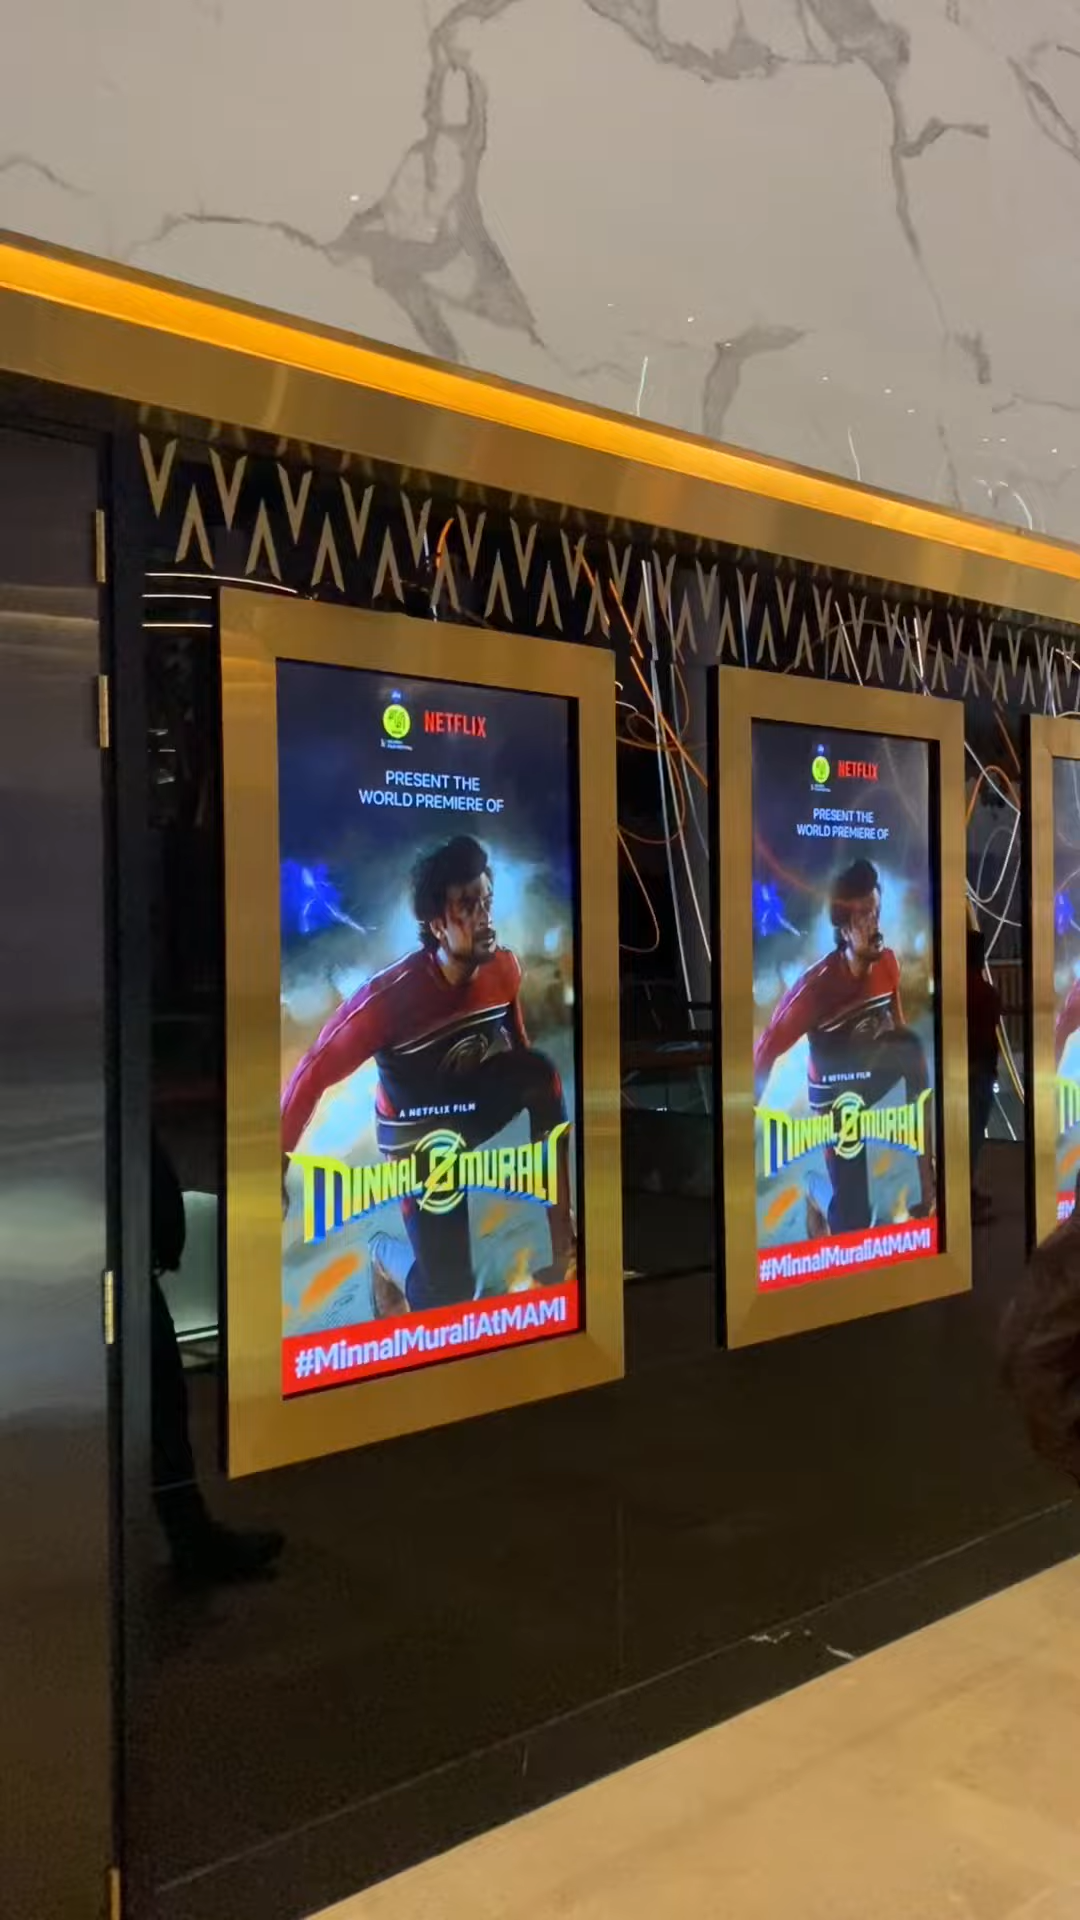 NETFLIX
PRESENT THE
WORLD PREMIERE OF
A NETFLIX FILM
MINNAL MURALI
#MinnalMuraliAtMAMI
NETFLIX
PRESENT THE
WORLD PREMIERE OF
A NETFLIX FILM
MINNAL MURALI
#MinnalMuraliAtMAMI